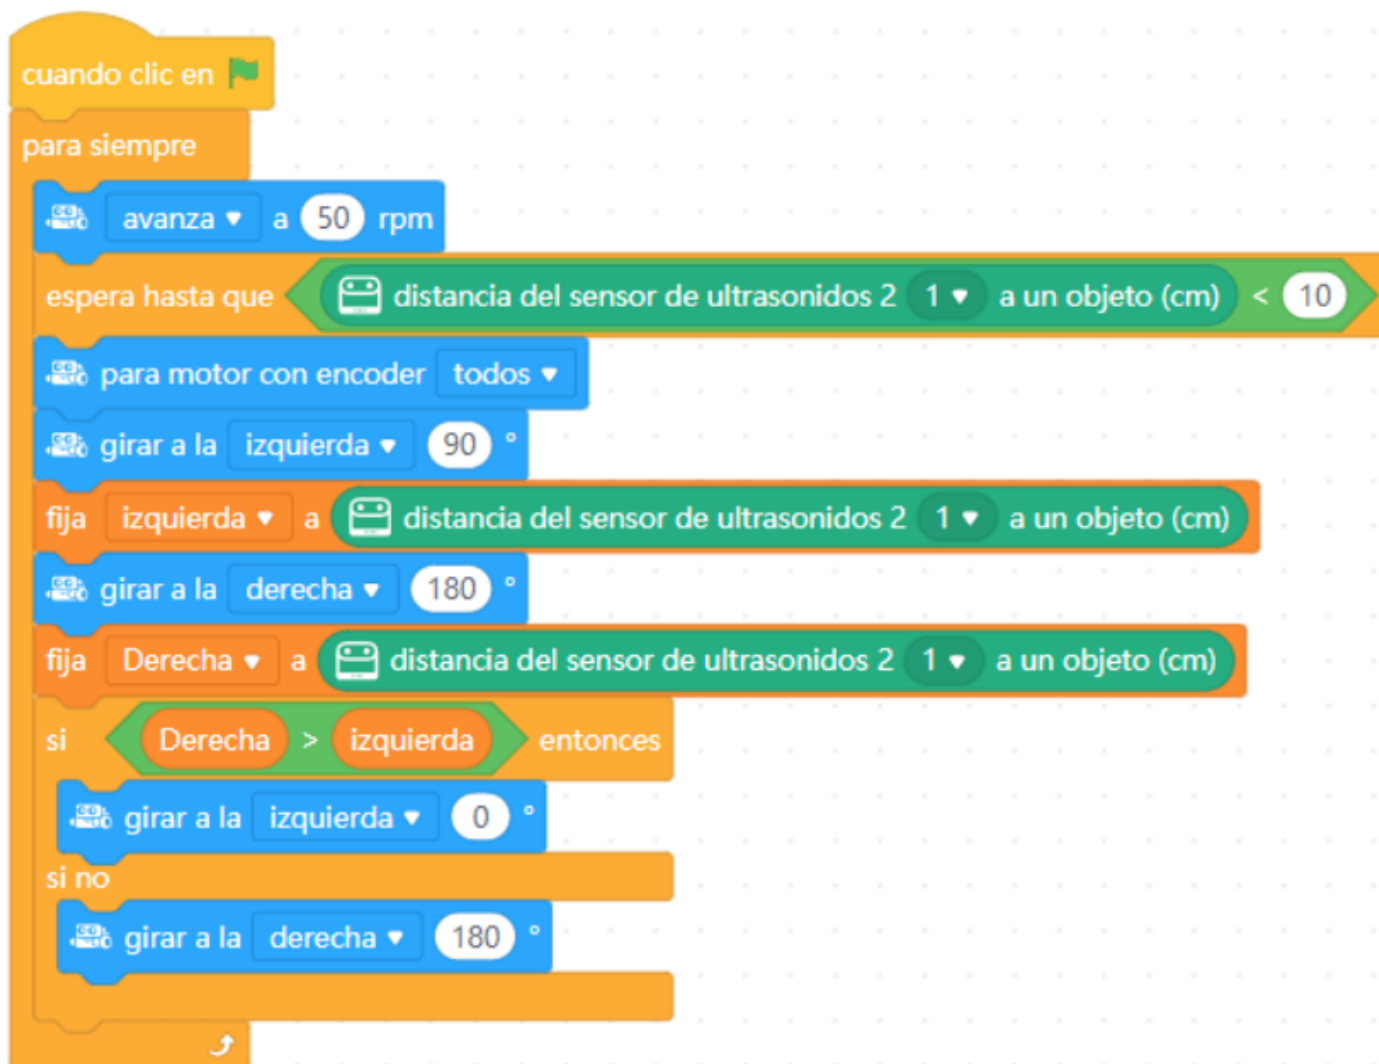 cuando clic en
para siempre
avanza a 50 rpm
espera hasta que distancia del sensor de ultrasonidos 2 1 a un objeto (cm) < 10
para motor con encoder todos
girar a la izquierda 90 °
fija izquierda a distancia del sensor de ultrasonidos 2 1 a un objeto (cm)
girar a la derecha 180 °
fija Derecha a distancia del sensor de ultrasonidos 2 1 a un objeto (cm)
si Derecha > izquierda entonces
girar a la izquierda 0 °
si no
girar a la derecha 180 °